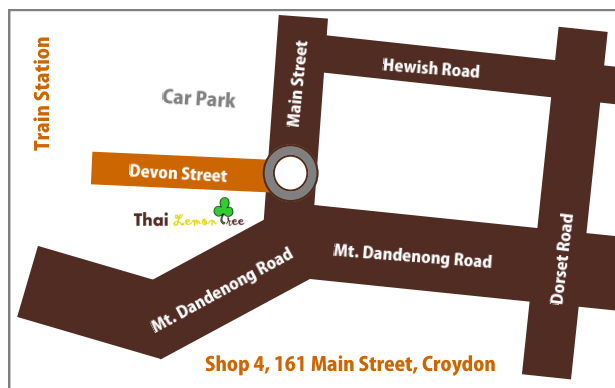 Train Station
Main Street
Hewish Road
Car Park
Devon Street
Thai Lemon Tree
Mt. Dandenong Road
Mt. Dandenong Road
Dorset Road
Shop 4, 161 Main Street, Croydon